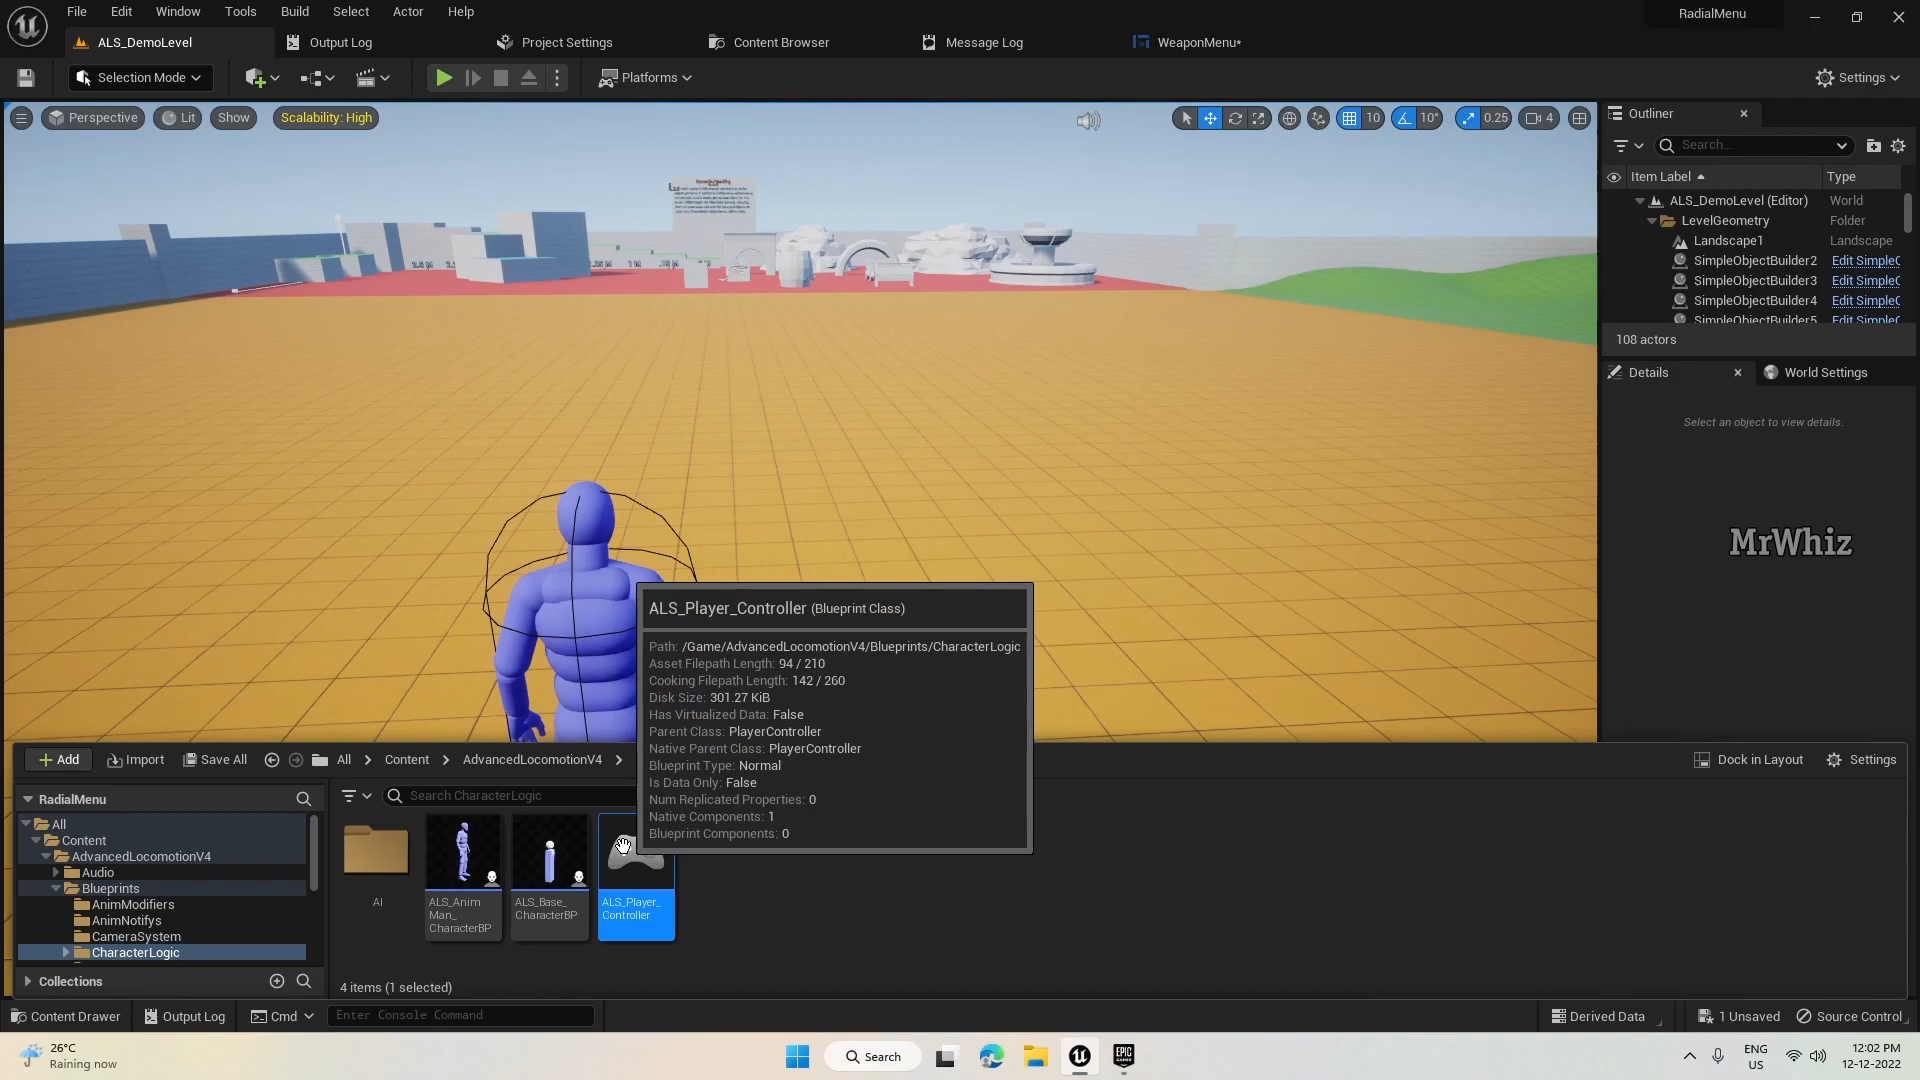 File Edit Window Tools Build Select Actor Help
RadialMenu
ALS_DemoLevel Output Log Project Settings Content Browser Message Log WeaponMenu*
Selection Mode Platforms Settings
Perspective Lit Show Scalability: High 10 10° 0.25 4
Outliner
Search...
Item Label Type
ALS_DemoLevel (Editor) World
LevelGeometry Folder
Landscape1 Landscape
SimpleObjectBuilder2 Edit SimpleC
SimpleObjectBuilder3 Edit SimpleC
SimpleObjectBuilder4 Edit SimpleC
SimpleObjectBuilder5 Edit SimpleC
108 actors
Details World Settings
Select an object to view details.
MrWhiz
ALS_Player_Controller (Blueprint Class)
Path: /Game/AdvancedLocomotionV4/Blueprints/CharacterLogic
Asset Filepath Length: 94 / 210
Cooking Filepath Length: 142 / 260
Disk Size: 301.27 KiB
Has Virtualized Data: False
Parent Class: PlayerController
Native Parent Class: PlayerController
Blueprint Type: Normal
Is Data Only: False
Num Replicated Properties: 0
Native Components: 1
Blueprint Components: 0
Add Import Save All All Content AdvancedLocomotionV4 Dock in Layout Settings
RadialMenu
Search CharacterLogic
All
Content
AdvancedLocomotionV4
Audio
Blueprints
AnimModifiers
AnimNotifys
CameraSystem
CharacterLogic
Collections
AI
ALS_Anim
Man_
CharacterBP
ALS_Base_
CharacterBP
ALS_Player_
Controller
4 items (1 selected)
Content Drawer Output Log Cmd Enter Console Command Derived Data 1 Unsaved Source Control
26°C
Raining now
Search
EPIC
GAMES
ENG
US
12:02 PM
12-12-2022